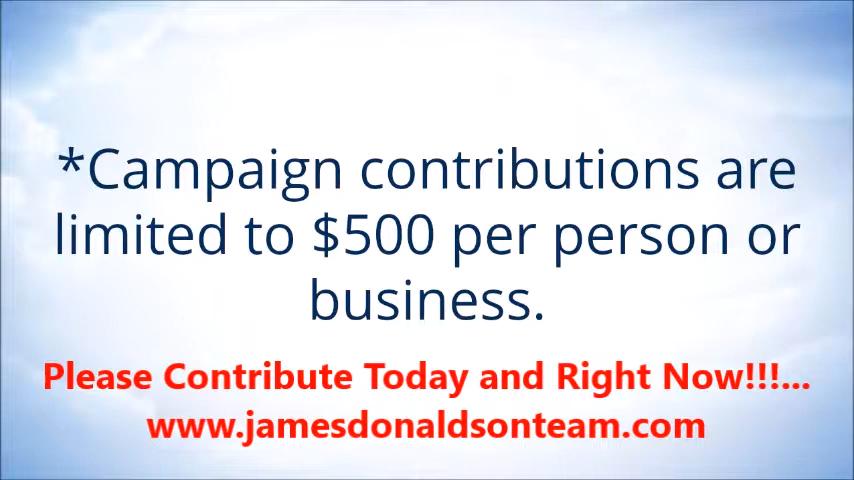 *Campaign contributions are
limited to $500 per person or
business.
Please Contribute Today and Right Now!!!...
www.jamesdonaldsonteam.com